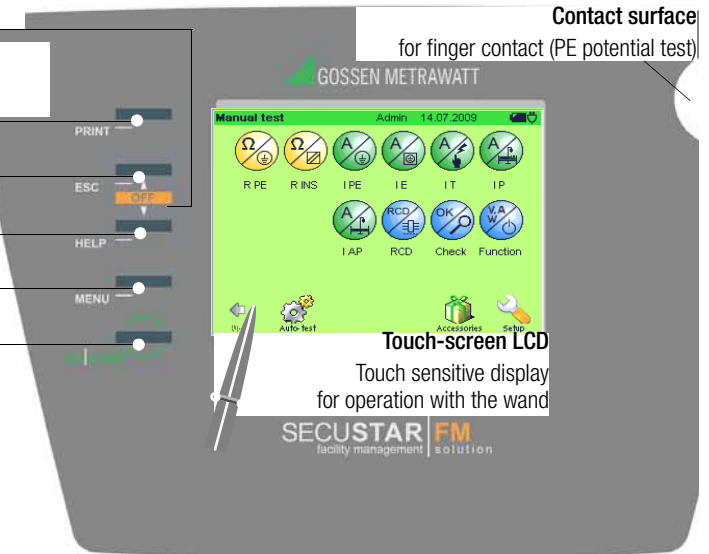 Contact surface
for finger contact (PE potential test)
GOSSEN METRAWATT
Manual test Admin 14.07.2009
PRINT
ESC
OFF
HELP
MENU
R PE R INS I PE I E I T I P
I AP RCD Check Function
Auto-test Accessories Setup
Touch-screen LCD
Touch sensitive display
for operation with the wand
SECUSTAR FM
facility management solution